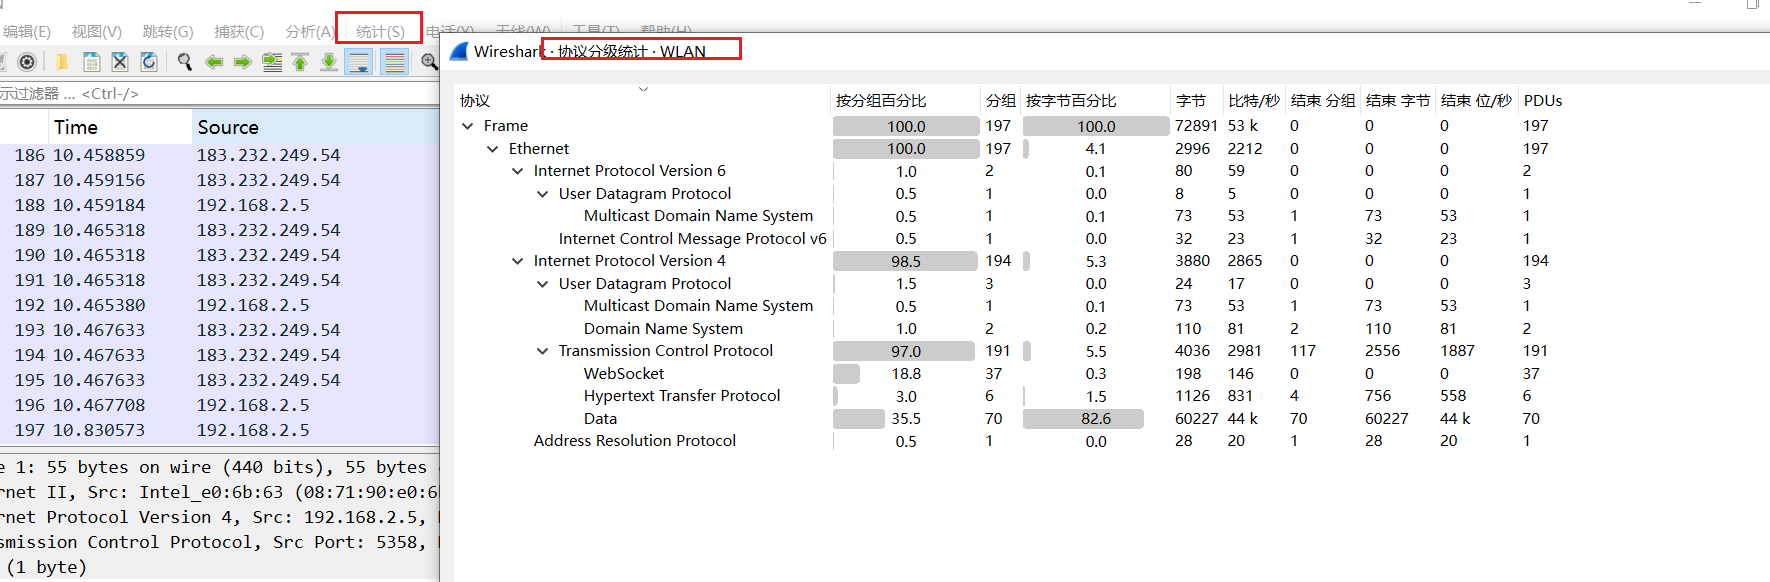 编辑(E) 视图(V) 跳转(G) 捕获(C) 分析(A) 统计(S) 电话(Y) 无线(W) 工具(T) 帮助(H)
Wireshark · 协议分级统计 · WLAN
示过滤器 … <Ctrl-/>
Time Source
186 10.458859 183.232.249.54
187 10.459156 183.232.249.54
188 10.459184 192.168.2.5
189 10.465318 183.232.249.54
190 10.465318 183.232.249.54
191 10.465318 183.232.249.54
192 10.465380 192.168.2.5
193 10.467633 183.232.249.54
194 10.467633 183.232.249.54
195 10.467633 183.232.249.54
196 10.467708 192.168.2.5
197 10.830573 192.168.2.5
e 1: 55 bytes on wire (440 bits), 55 bytes
rnet II, Src: Intel_e0:6b:63 (08:71:90:e0:6
rnet Protocol Version 4, Src: 192.168.2.5,
smission Control Protocol, Src Port: 5358,
(1 byte)
协议 按分组百分比 分组 按字节百分比 字节 比特/秒 结束 分组 结束 字节 结束 位/秒 PDUs
Frame 100.0 197 100.0 72891 53 k 0 0 0 197
Ethernet 100.0 197 4.1 2996 2212 0 0 0 197
Internet Protocol Version 6 1.0 2 0.1 80 59 0 0 0 2
User Datagram Protocol 0.5 1 0.0 8 5 0 0 0 1
Multicast Domain Name System 0.5 1 0.1 73 53 1 73 53 1
Internet Control Message Protocol v6 0.5 1 0.0 32 23 1 32 23 1
Internet Protocol Version 4 98.5 194 5.3 3880 2865 0 0 0 194
User Datagram Protocol 1.5 3 0.0 24 17 0 0 0 3
Multicast Domain Name System 0.5 1 0.1 73 53 1 73 53 1
Domain Name System 1.0 2 0.2 110 81 2 110 81 2
Transmission Control Protocol 97.0 191 5.5 4036 2981 117 2556 1887 191
WebSocket 18.8 37 0.3 198 146 0 0 0 37
Hypertext Transfer Protocol 3.0 6 1.5 1126 831 4 756 558 6
Data 35.5 70 82.6 60227 44 k 70 60227 44 k 70
Address Resolution Protocol 0.5 1 0.0 28 20 1 28 20 1